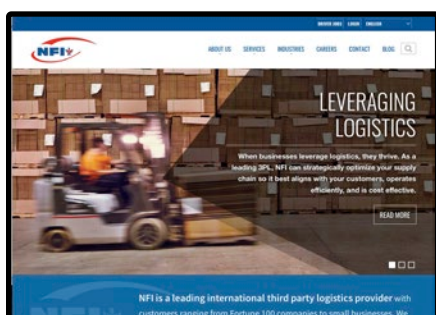 DRIVER JOBS LOGIN ENGLISH
NFI
ABOUT US SERVICES INDUSTRIES CAREERS CONTACT BLOG
LEVERAGING
LOGISTICS
When businesses leverage logistics, they thrive. As a
leading 3PL, NFI can strategically optimize your supply
chain so it best aligns with your customers, operates
efficiently, and is cost effective.
READ MORE
NFI is a leading international third party logistics provider with
customers ranging from Fortune 100 companies to small businesses. We